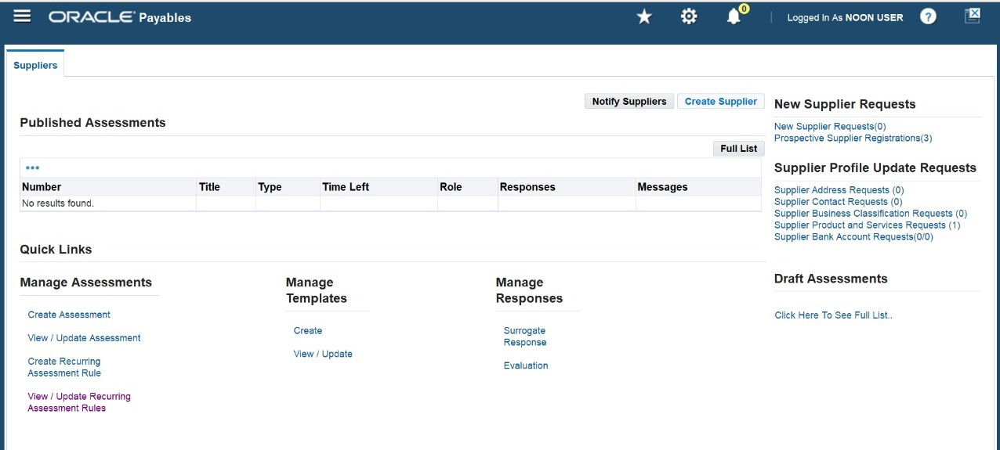 ORACLE Payables
0
Logged In As NOON USER
?
Suppliers
Notify Suppliers
Create Supplier
Published Assessments
Full List
Number Title Type Time Left Role Responses Messages
No results found.
Quick Links
Manage Assessments
Create Assessment
View / Update Assessment
Create Recurring
Assessment Rule
View / Update Recurring
Assessment Rules
Manage
Templates
Create
View / Update
Manage
Responses
Surrogate
Response
Evaluation
New Supplier Requests
New Supplier Requests(0)
Prospective Supplier Registrations(3)
Supplier Profile Update Requests
Supplier Address Requests (0)
Supplier Contact Requests (0)
Supplier Business Classification Requests (0)
Supplier Product and Services Requests (1)
Supplier Bank Account Requests(0/0)
Draft Assessments
Click Here To See Full List..